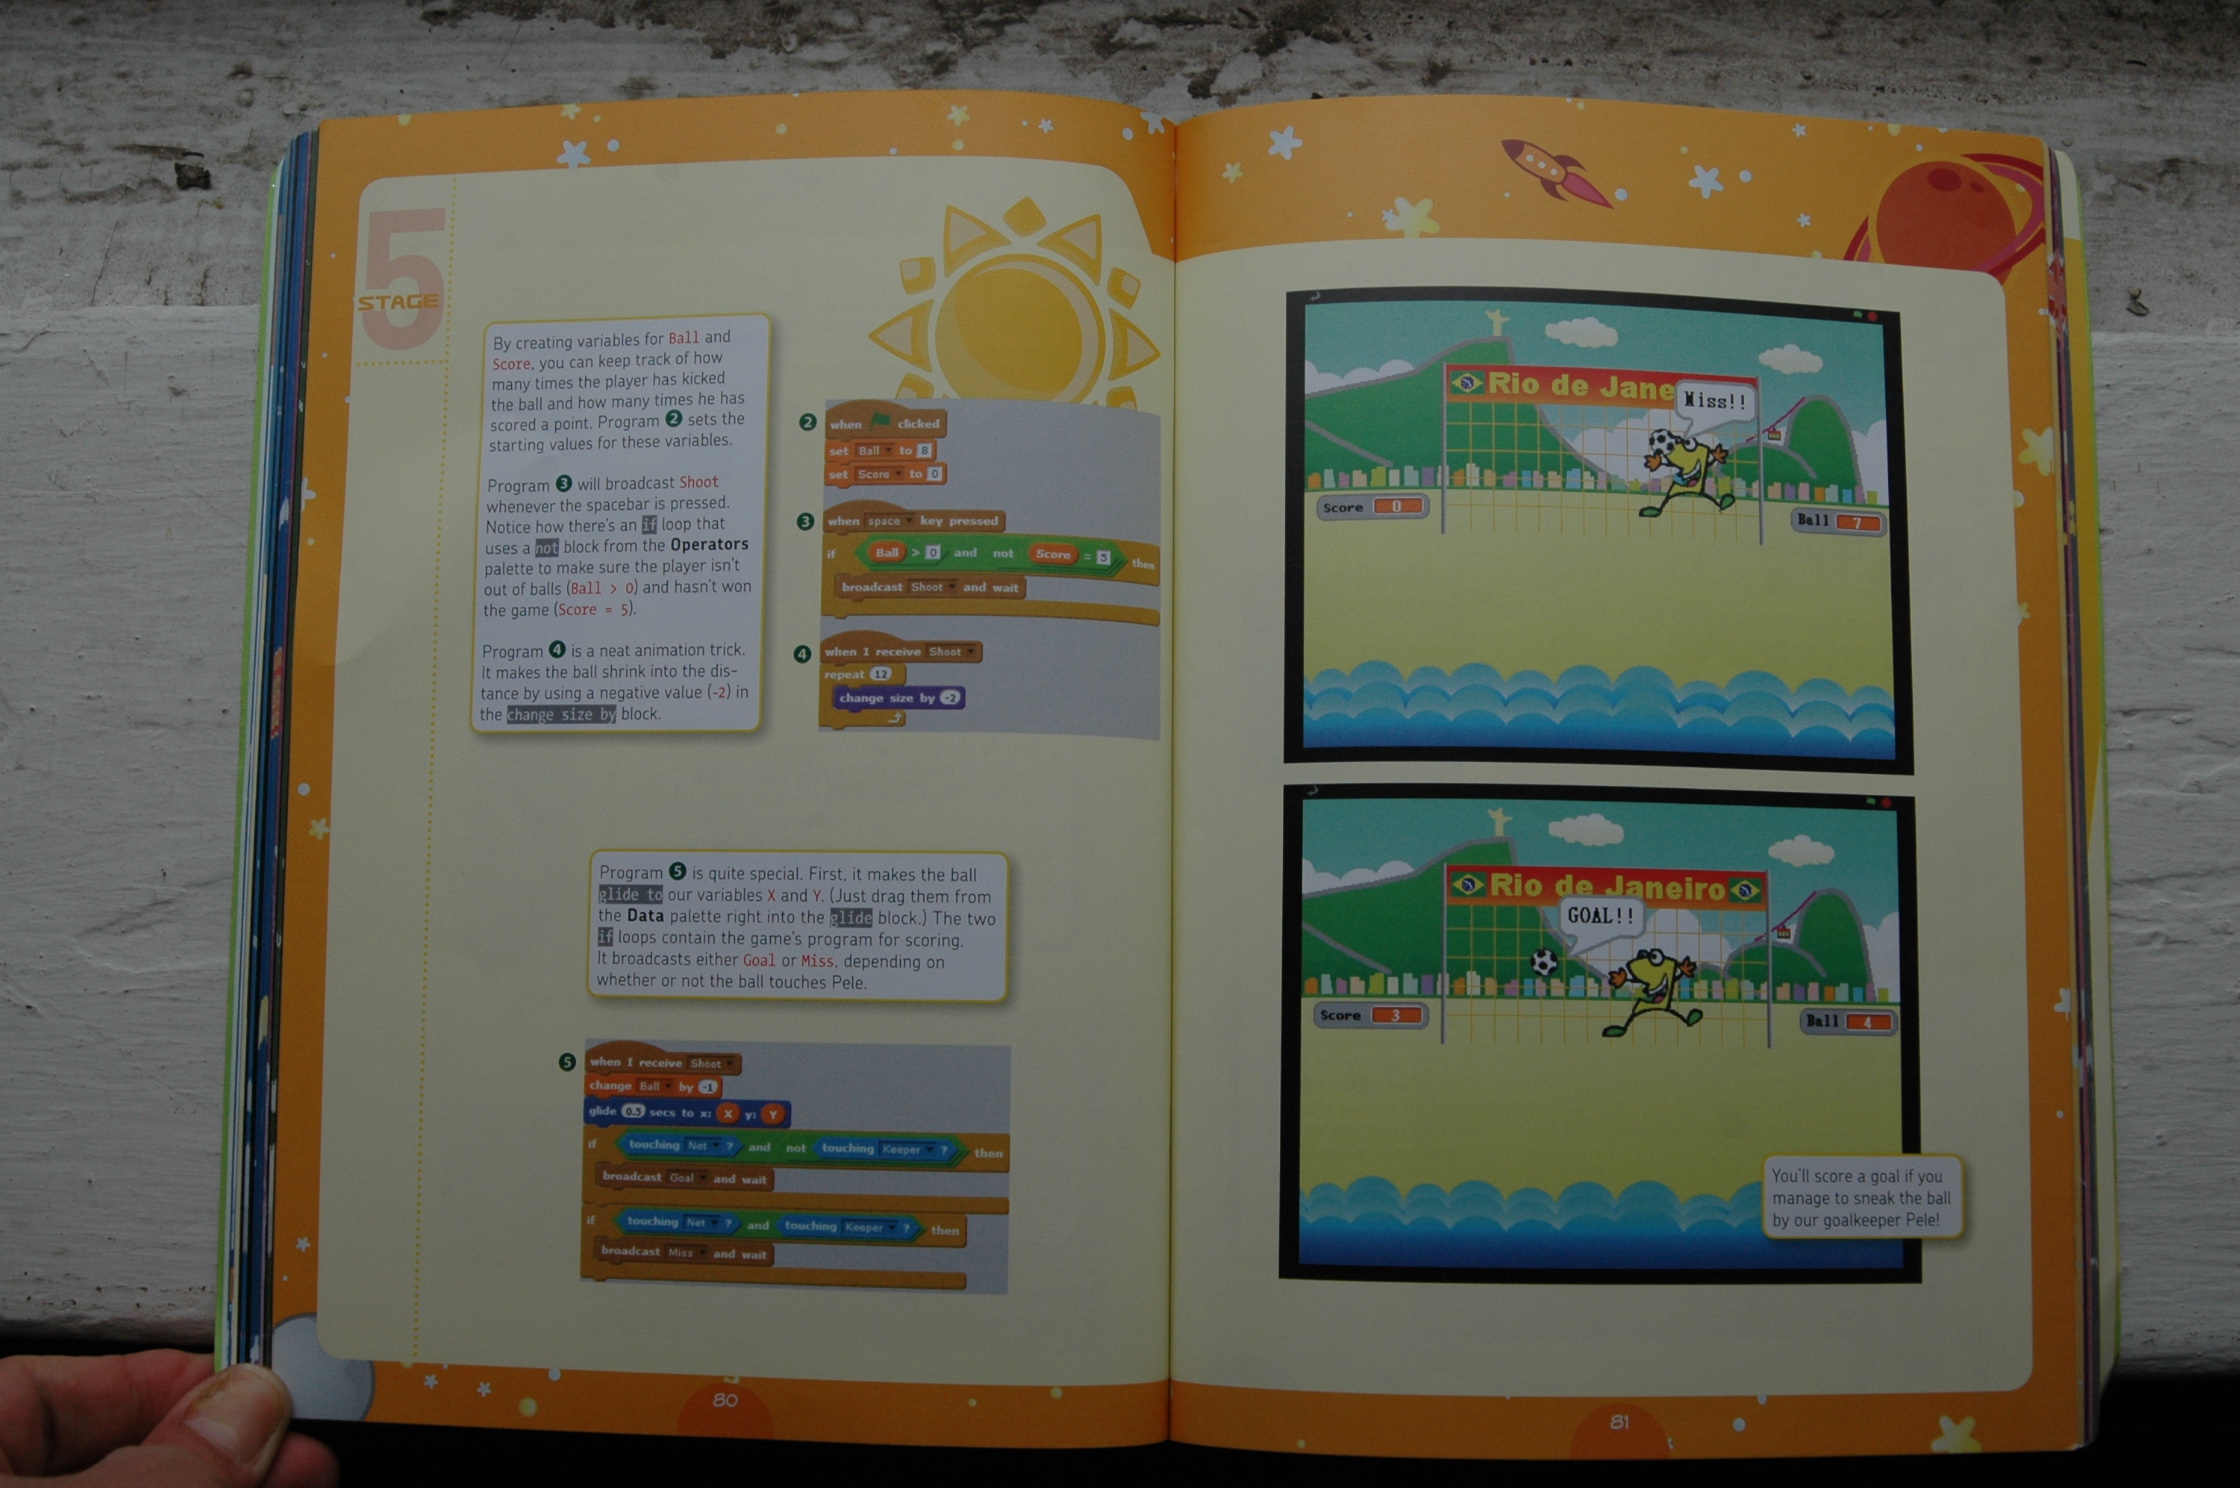 5
STAGE
By creating variables for Ball and
Score, you can keep track of how
many times the player has kicked
the ball and how many times he has
scored a point. Program 2 sets the
starting values for these variables.
Program 3 will broadcast Shoot
whenever the spacebar is pressed.
Notice how there's an if loop that
uses a not block from the Operators
palette to make sure the player isn't
out of balls (Ball > 0) and hasn't won
the game (Score = 5).
Program 4 is a neat animation trick.
It makes the ball shrink into the dis-
tance by using a negative value (-2) in
the change size by block.
2
when clicked
set Ball to 8
set Score to 0
3
when space key pressed
if Ball > 0 and not Score = 5 then
broadcast Shoot and wait
4
when I receive Shoot
repeat 12
change size by -2
Program 5 is quite special. First, it makes the ball
glide to our variables X and Y. (Just drag them from
the Data palette right into the glide block.) The two
if loops contain the game's program for scoring.
It broadcasts either Goal or Miss, depending on
whether or not the ball touches Pele.
5
when I receive Shoot
change Ball by -1
glide 0.5 secs to x: X y: Y
if touching Net ? and not touching Keeper ? then
broadcast Goal and wait
if touching Net ? and touching Keeper ? then
broadcast Miss and wait
80
Rio de Jane
Miss!!
Score 0
Ball 7
Rio de Janeiro
GOAL!!
Score 3
Ball 4
You'll score a goal if you
manage to sneak the ball
by our goalkeeper Pele!
81